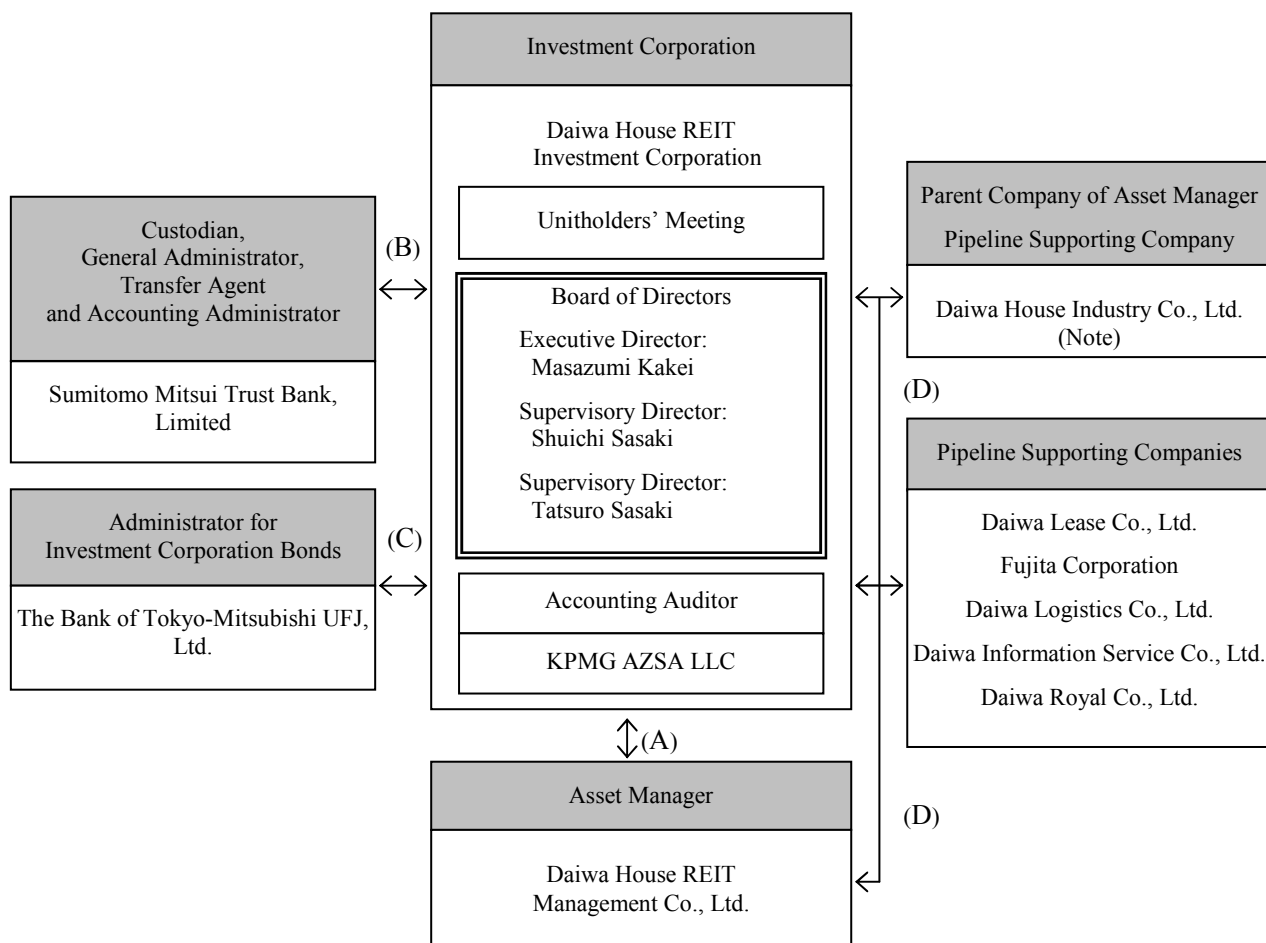 Investment Corporation
Daiwa House REIT
Investment Corporation
Unitholders’ Meeting
Board of Directors
Executive Director:
Masazumi Kakei
Supervisory Director:
Shuichi Sasaki
Supervisory Director:
Tatsuro Sasaki
Accounting Auditor
KPMG AZSA LLC
Custodian,
General Administrator,
Transfer Agent
and Accounting Administrator
Sumitomo Mitsui Trust Bank,
Limited
(B)
Administrator for
Investment Corporation Bonds
The Bank of Tokyo-Mitsubishi UFJ,
Ltd.
(C)
Parent Company of Asset Manager
Pipeline Supporting Company
Daiwa House Industry Co., Ltd.
(Note)
(D)
Pipeline Supporting Companies
Daiwa Lease Co., Ltd.
Fujita Corporation
Daiwa Logistics Co., Ltd.
Daiwa Information Service Co., Ltd.
Daiwa Royal Co., Ltd.
(A)
Asset Manager
Daiwa House REIT
Management Co., Ltd.
(D)